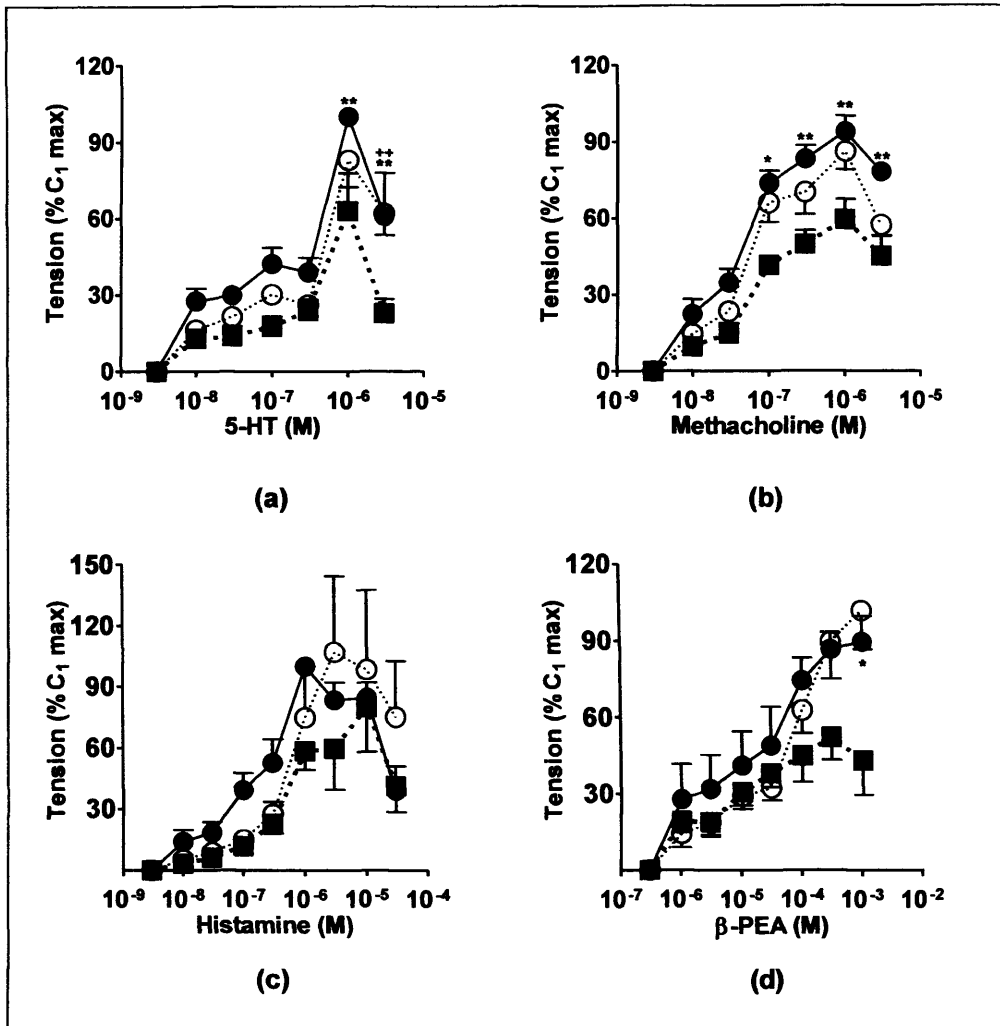 120
90
60
30
0
Tension (% C₁ max)
**
++
**
10⁻⁹ 10⁻⁸ 10⁻⁷ 10⁻⁶ 10⁻⁵
5-HT (M)
(a)
120
90
60
30
0
Tension (% C₁ max)
*
**
**
**
10⁻⁹ 10⁻⁸ 10⁻⁷ 10⁻⁶ 10⁻⁵
Methacholine (M)
(b)
150
120
90
60
30
Tension (% C₁ max)
10⁻⁹ 10⁻⁸ 10⁻⁷ 10⁻⁶ 10⁻⁵ 10⁻⁴
Histamine (M)
(c)
120
90
60
30
Tension (% C₁ max)
*
10⁻⁷ 10⁻⁶ 10⁻⁵ 10⁻⁴ 10⁻³ 10⁻²
β-PEA (M)
(d)